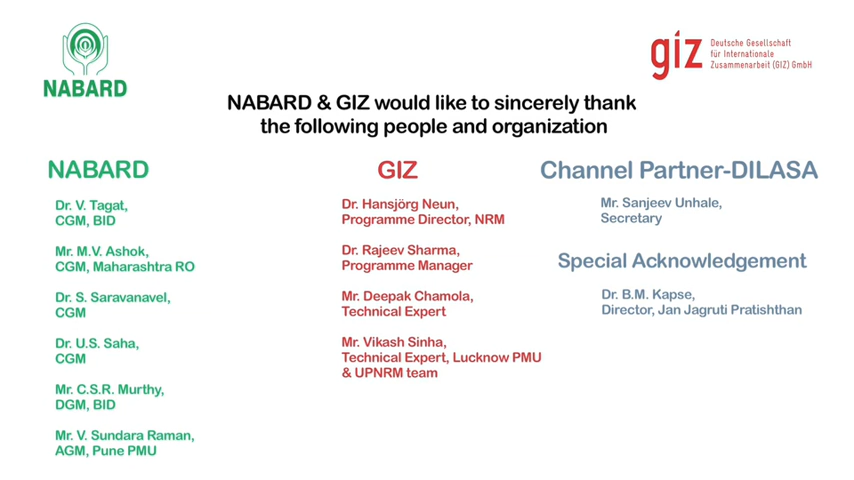 NABARD
giz
Deutsche Gesellschaft
für Internationale
Zusammenarbeit (GIZ) GmbH
NABARD & GIZ would like to sincerely thank
the following people and organization
NABARD
Dr. V. Tagat,
CGM, BID
Mr. M.V. Ashok,
CGM, Maharashtra RO
Dr. S. Saravanavel,
CGM
Dr. U.S. Saha,
CGM
Mr. C.S.R. Murthy,
DGM, BID
Mr. V. Sundara Raman,
AGM, Pune PMU
GIZ
Dr. Hansjörg Neun,
Programme Director, NRM
Dr. Rajeev Sharma,
Programme Manager
Mr. Deepak Chamola,
Technical Expert
Mr. Vikash Sinha,
Technical Expert, Lucknow PMU
& UPNRM team
Channel Partner-DILASA
Mr. Sanjeev Unhale,
Secretary
Special Acknowledgement
Dr. B.M. Kapse,
Director, Jan Jagruti Pratishthan